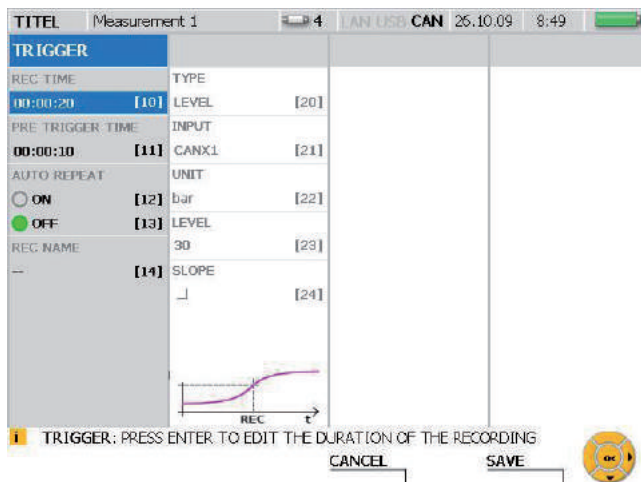 TITEL Measurement 1 4 LAN USB CAN 26.10.09 8:49
TRIGGER
REC TIME
00:00:20 [10]
PRE TRIGGER TIME
00:00:10 [11]
AUTO REPEAT
ON [12]
OFF [13]
REC NAME
-- [14]
TYPE
LEVEL [20]
INPUT
CANX1 [21]
UNIT
bar [22]
LEVEL
30 [23]
SLOPE
[24]
REC t
i TRIGGER: PRESS ENTER TO EDIT THE DURATION OF THE RECORDING
CANCEL SAVE
OK